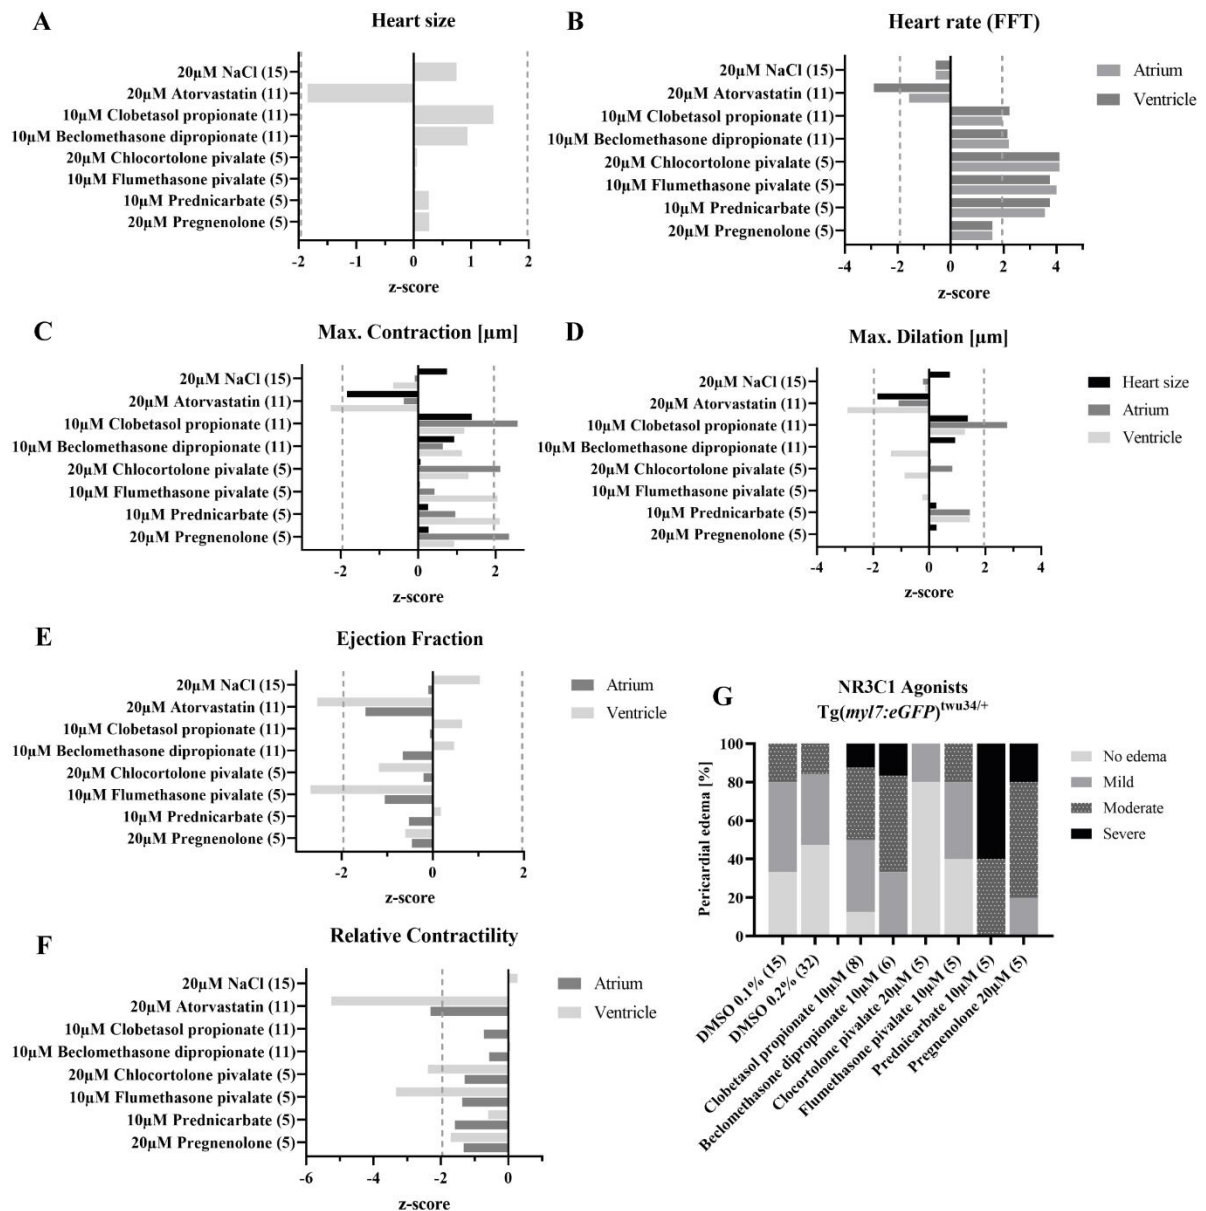 A
Heart size
20µM NaCl (15)
20µM Atorvastatin (11)
10µM Clobetasol propionate (11)
10µM Beclomethasone dipropionate (11)
20µM Chlocortolone pivalate (5)
10µM Flumethasone pivalate (5)
10µM Prednicarbate (5)
20µM Pregnenolone (5)
-2 -1 0 1 2
z-score
B
Heart rate (FFT)
20µM NaCl (15)
20µM Atorvastatin (11)
10µM Clobetasol propionate (11)
10µM Beclomethasone dipropionate (11)
20µM Chlocortolone pivalate (5)
10µM Flumethasone pivalate (5)
10µM Prednicarbate (5)
20µM Pregnenolone (5)
-4 -2 0 2 4
z-score
Atrium
Ventricle
C
Max. Contraction [µm]
20µM NaCl (15)
20µM Atorvastatin (11)
10µM Clobetasol propionate (11)
10µM Beclomethasone dipropionate (11)
20µM Chlocortolone pivalate (5)
10µM Flumethasone pivalate (5)
10µM Prednicarbate (5)
20µM Pregnenolone (5)
-2 0 2
z-score
D
Max. Dilation [µm]
20µM NaCl (15)
20µM Atorvastatin (11)
10µM Clobetasol propionate (11)
10µM Beclomethasone dipropionate (11)
20µM Chlocortolone pivalate (5)
10µM Flumethasone pivalate (5)
10µM Prednicarbate (5)
20µM Pregnenolone (5)
-4 -2 0 2 4
z-score
Heart size
Atrium
Ventricle
E
Ejection Fraction
20µM NaCl (15)
20µM Atorvastatin (11)
10µM Clobetasol propionate (11)
10µM Beclomethasone dipropionate (11)
20µM Chlocortolone pivalate (5)
10µM Flumethasone pivalate (5)
10µM Prednicarbate (5)
20µM Pregnenolone (5)
-2 0 2
z-score
Atrium
Ventricle
F
Relative Contractility
20µM NaCl (15)
20µM Atorvastatin (11)
10µM Clobetasol propionate (11)
10µM Beclomethasone dipropionate (11)
20µM Chlocortolone pivalate (5)
10µM Flumethasone pivalate (5)
10µM Prednicarbate (5)
20µM Pregnenolone (5)
-6 -4 -2 0
z-score
Atrium
Ventricle
G
NR3C1 Agonists
Tg(myl7:eGFP)twu34/+
Pericardial edema [%]
100
80
60
40
20
0
DMSO 0.1% (15)
DMSO 0.2% (32)
Clobetasol propionate 10µM (8)
Beclomethasone dipropionate 10µM (6)
Clocortolone pivalate 20µM (5)
Flumethasone pivalate 10µM (5)
Prednicarbate 10µM (5)
Pregnenolone 20µM (5)
No edema
Mild
Moderate
Severe